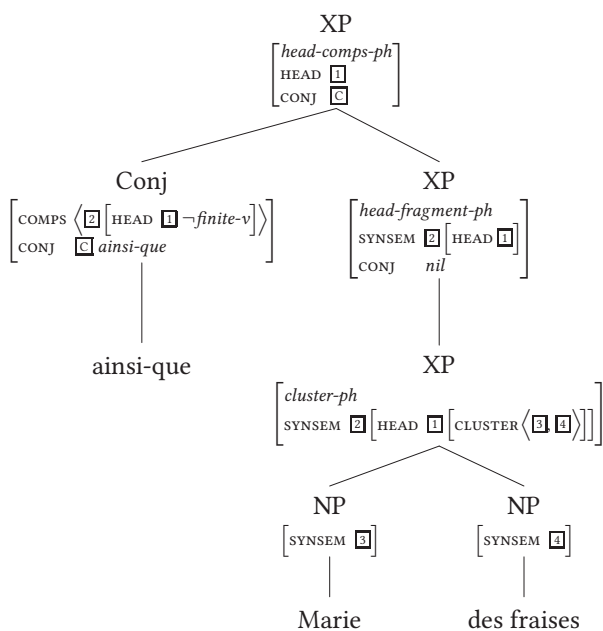 XP
[head-comps-ph
HEAD 1
CONJ C]
Conj XP
[COMPS ⟨2[HEAD 1 ¬finite-v]⟩
CONJ C ainsi-que]
[head-fragment-ph
SYNSEM 2[HEAD 1]
CONJ nil]
ainsi-que XP
[cluster-ph
SYNSEM 2[HEAD 1[CLUSTER⟨3, 4⟩]]]
NP NP
[SYNSEM 3] [SYNSEM 4]
Marie des fraises